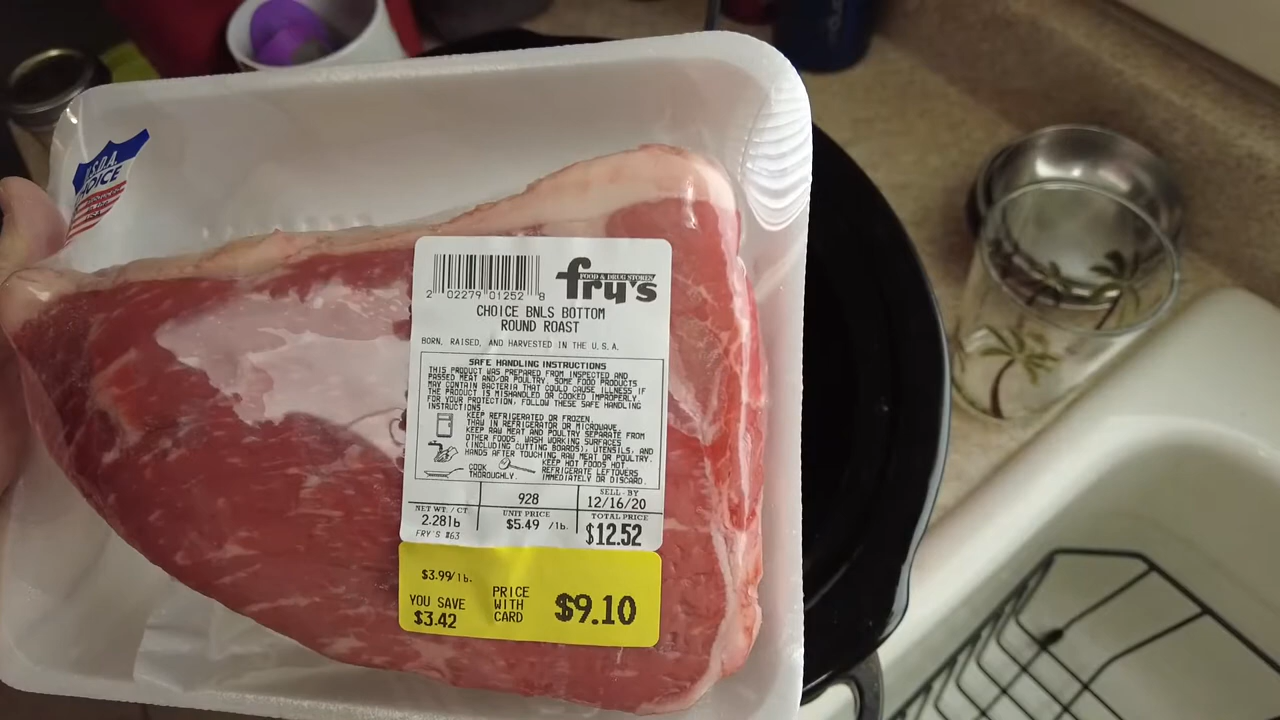 U.S.D.A.
CHOICE
2 02279 01252 8
FOOD & DRUG STORES
fry's
CHOICE BNLS BOTTOM
ROUND ROAST
BORN, RAISED, AND HARVESTED IN THE U.S.A.
SAFE HANDLING INSTRUCTIONS
THIS PRODUCT WAS PREPARED FROM INSPECTED AND
PASSED MEAT AND/OR POULTRY. SOME FOOD PRODUCTS
MAY CONTAIN BACTERIA THAT COULD CAUSE ILLNESS IF
THE PRODUCT IS MISHANDLED OR COOKED IMPROPERLY.
FOR YOUR PROTECTION, FOLLOW THESE SAFE HANDLING
INSTRUCTIONS.
KEEP REFRIGERATED OR FROZEN.
THAW IN REFRIGERATOR OR MICROWAVE.
KEEP RAW MEAT AND POULTRY SEPARATE FROM
OTHER FOODS. WASH WORKING SURFACES
(INCLUDING CUTTING BOARDS), UTENSILS, AND
HANDS AFTER TOUCHING RAW MEAT OR POULTRY.
COOK
THOROUGHLY.
KEEP HOT FOODS HOT.
REFRIGERATE LEFTOVERS
IMMEDIATELY OR DISCARD.
928
SELL-BY
12/16/20
NET WT./CT.
2.28lb
UNIT PRICE
$5.49 /lb.
TOTAL PRICE
$12.52
FRY'S #63
$3.99/lb.
YOU SAVE
$3.42
PRICE
WITH
CARD
$9.10